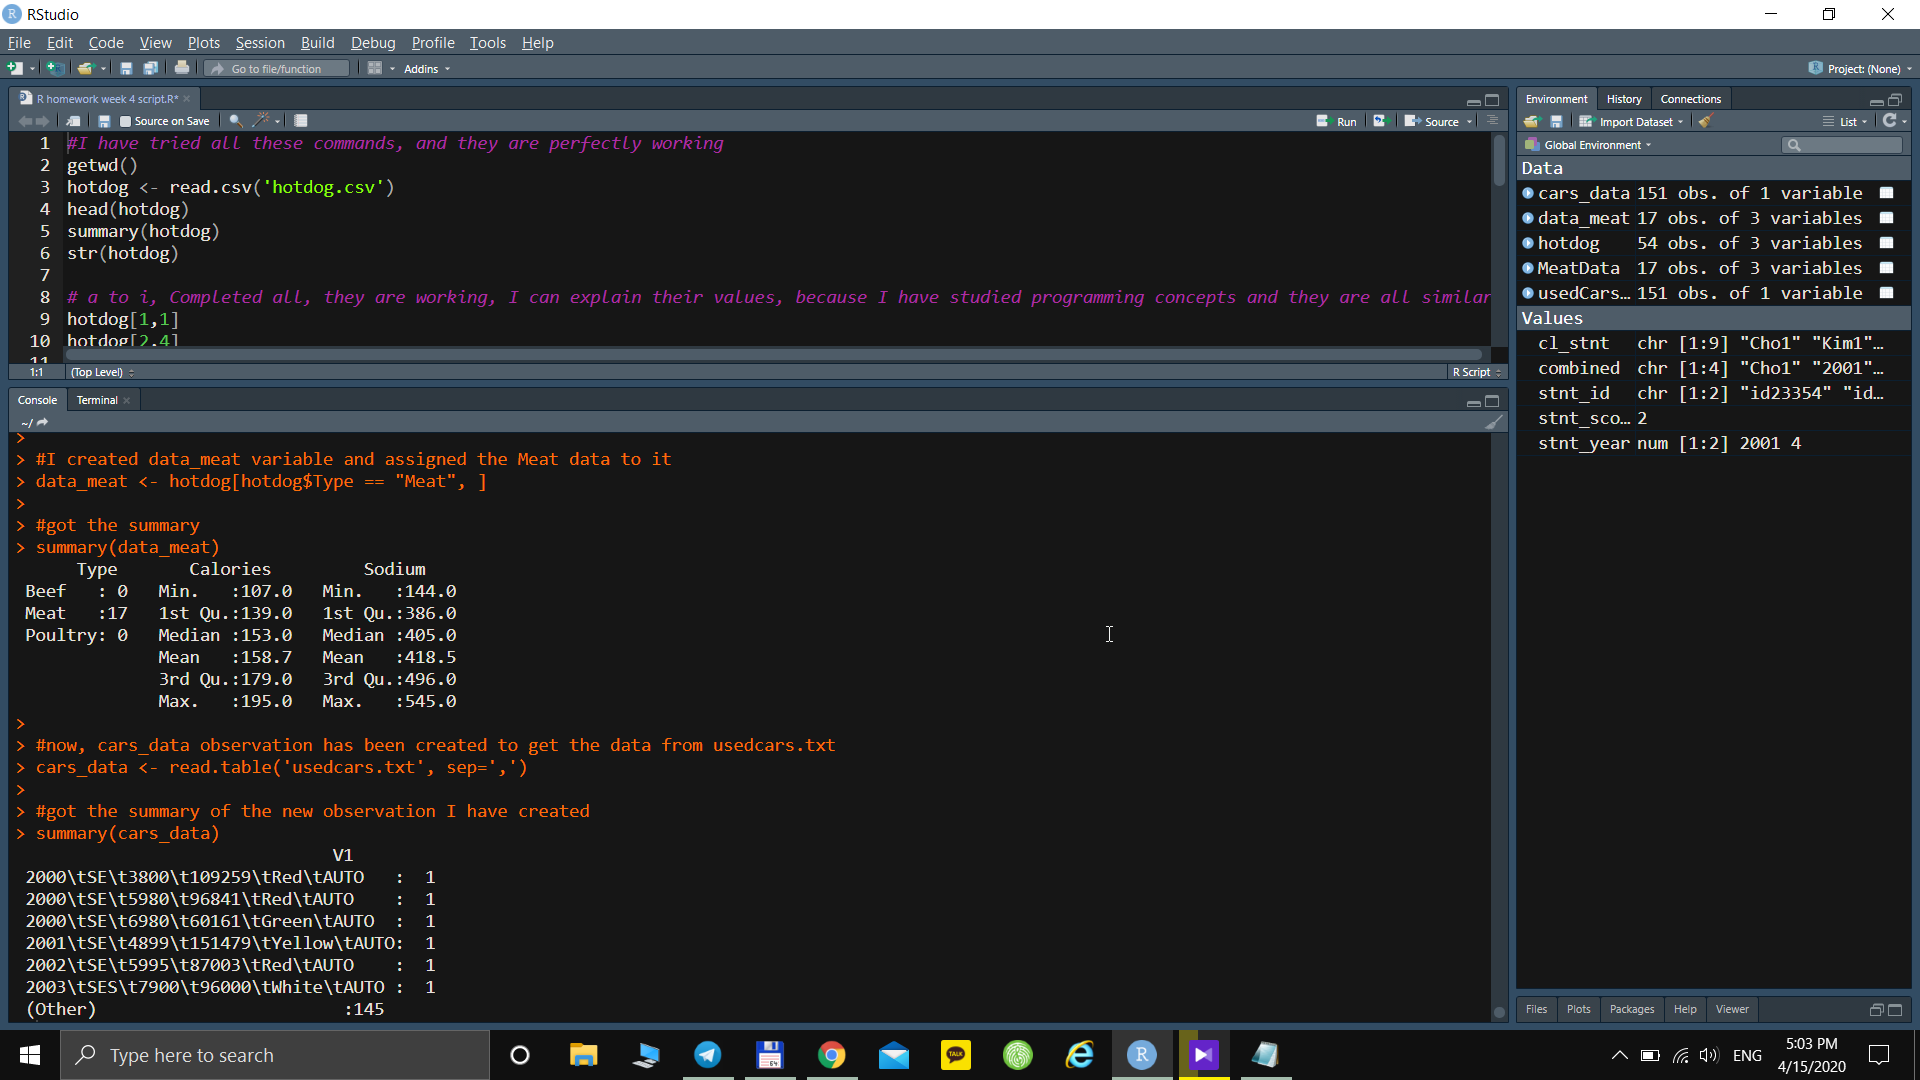 RStudio
File Edit Code View Plots Session Build Debug Profile Tools Help
Go to file/function Addins Project: (None)
R homework week 4 script.R*
Source on Save Run Source
1 #I have tried all these commands, and they are perfectly working
2 getwd()
3 hotdog <- read.csv('hotdog.csv')
4 head(hotdog)
5 summary(hotdog)
6 str(hotdog)
7
8 # a to i, Completed all, they are working, I can explain their values, because I have studied programming concepts and they are all similar
9 hotdog[1,1]
10 hotdog[2,4]
11
1:1 (Top Level) R Script
Console Terminal
~/
>
> #I created data_meat variable and assigned the Meat data to it
> data_meat <- hotdog[hotdog$Type == "Meat", ]
>
> #got the summary
> summary(data_meat)
Type Calories Sodium
Beef : 0 Min. :107.0 Min. :144.0
Meat :17 1st Qu.:139.0 1st Qu.:386.0
Poultry: 0 Median :153.0 Median :405.0
Mean :158.7 Mean :418.5
3rd Qu.:179.0 3rd Qu.:496.0
Max. :195.0 Max. :545.0
>
> #now, cars_data observation has been created to get the data from usedcars.txt
> cars_data <- read.table('usedcars.txt', sep=',')
>
> #got the summary of the new observation I have created
> summary(cars_data)
V1
2000\tSE\t3800\t109259\tRed\tAUTO : 1
2000\tSE\t5980\t96841\tRed\tAUTO : 1
2000\tSE\t6980\t60161\tGreen\tAUTO : 1
2001\tSE\t4899\t151479\tYellow\tAUTO: 1
2002\tSE\t5995\t87003\tRed\tAUTO : 1
2003\tSES\t7900\t96000\tWhite\tAUTO : 1
(Other) :145
Environment History Connections
Import Dataset List
Global Environment
Data
cars_data 151 obs. of 1 variable
data_meat 17 obs. of 3 variables
hotdog 54 obs. of 3 variables
MeatData 17 obs. of 3 variables
usedCars… 151 obs. of 1 variable
Values
cl_stnt chr [1:9] "Cho1" "Kim1"…
combined chr [1:4] "Cho1" "2001"…
stnt_id chr [1:2] "id23354" "id…
stnt_sco… 2
stnt_year num [1:2] 2001 4
Files Plots Packages Help Viewer
Type here to search
TALK
64
R
ENG
5:03 PM
4/15/2020